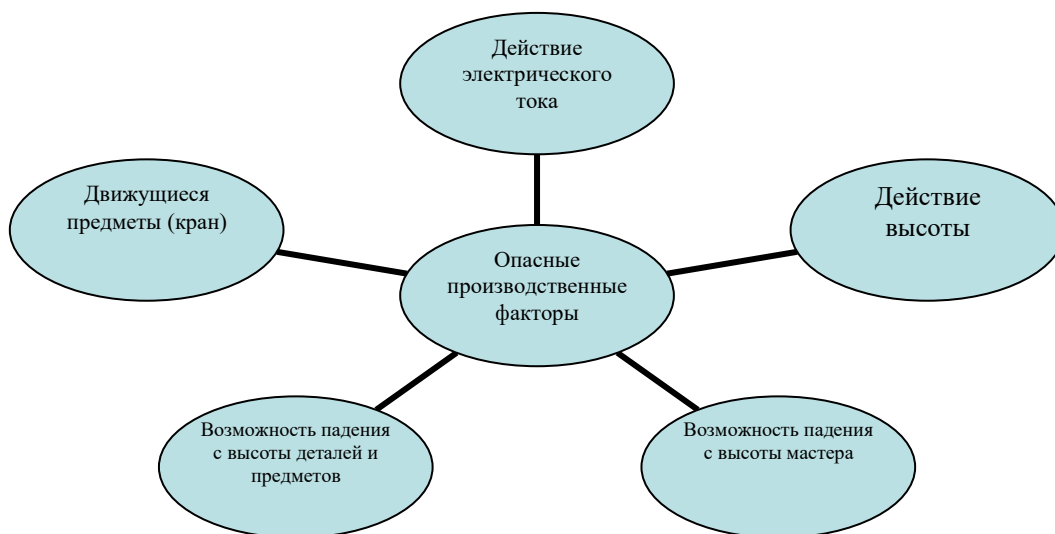 Действие
электрического
тока
Движущиеся
предметы (кран)
Действие
высоты
Опасные
производственные
факторы
Возможность падения
с высоты деталей и
предметов
Возможность падения
с высоты мастера